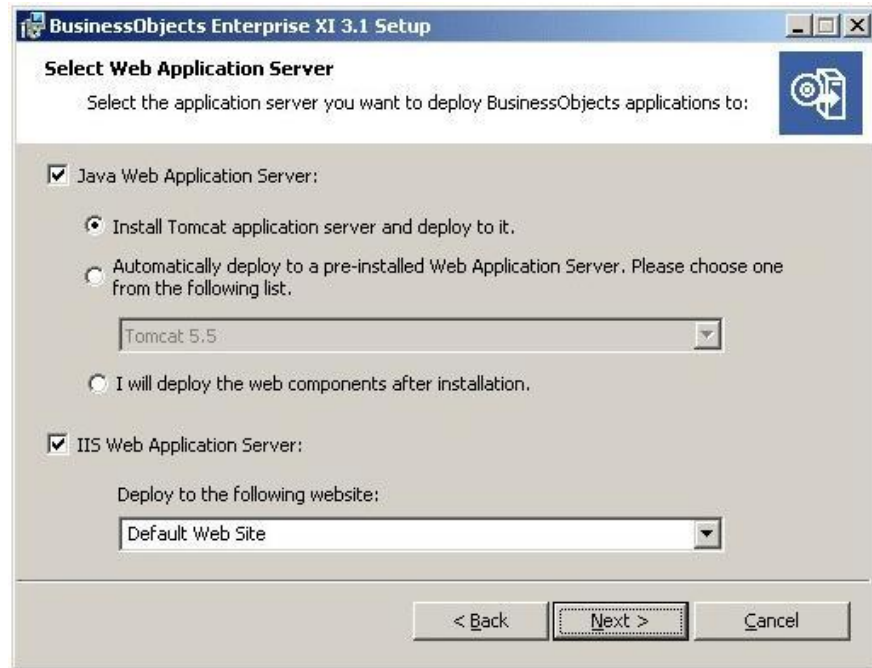 BusinessObjects Enterprise XI 3.1 Setup
Select Web Application Server
Select the application server you want to deploy BusinessObjects applications to:
Java Web Application Server:
Install Tomcat application server and deploy to it.
Automatically deploy to a pre-installed Web Application Server. Please choose one
from the following list.
Tomcat 5.5
I will deploy the web components after installation.
IIS Web Application Server:
Deploy to the following website:
Default Web Site
< Back
Next >
Cancel